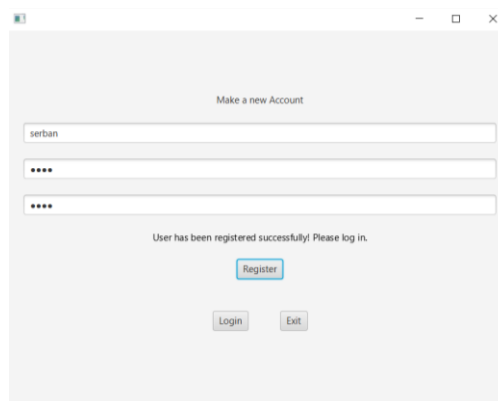 Make a new Account
serban
••••
••••
User has been registered successfully! Please log in.
Register
Login Exit